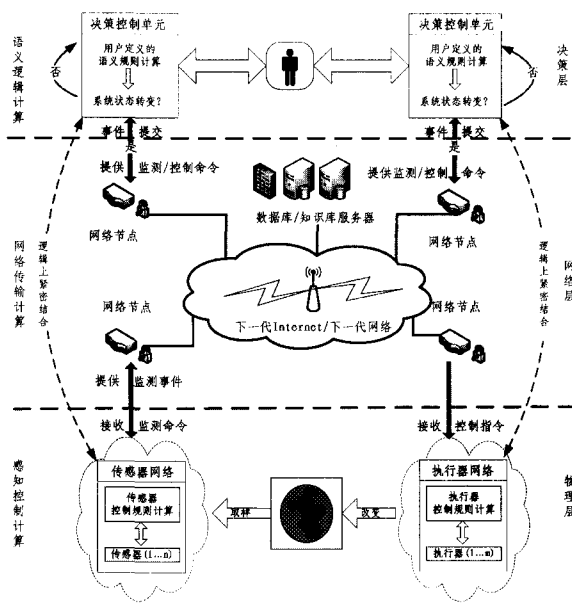 决策控制单元
用户定义的
语义规则计算
系统状态转变?
否
决策控制单元
用户定义的
语义规则计算
系统状态转变?
否
语义逻辑计算
决策层
事件 提交
是
事件 提交
是
提供 监测/控制命令
提供监测/控制 命令
数据库/知识库服务器
网络节点
网络节点
网络传输计算
逻辑上紧密结合
逻辑上紧密结合
网络层
网络节点
网络节点
下一代Internet/下一代网络
提供 监测事件
接收 监测命令
接收 控制指令
感知控制计算
物理层
传感器网络
传感器
控制规则计算
传感器(1...n)
取样
改变
执行器网络
执行器
控制规则计算
执行器(1...m)